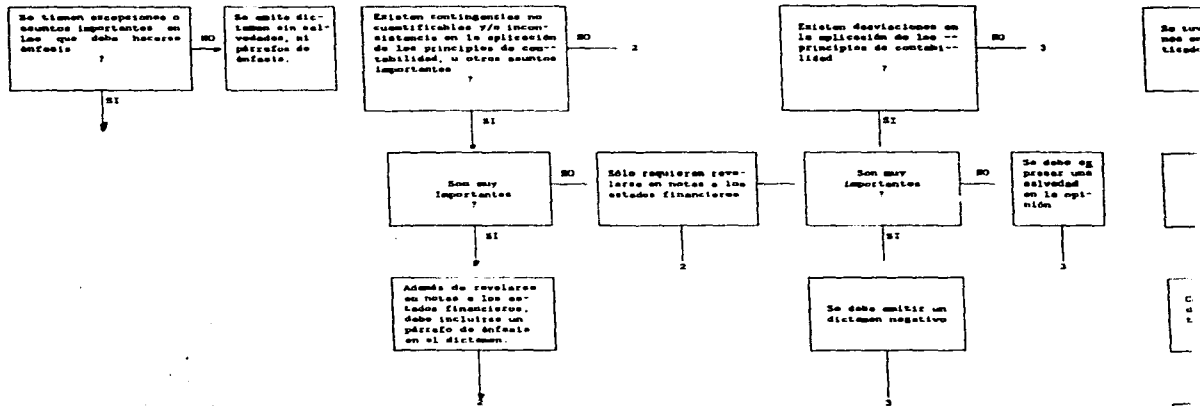 Se tienen excepciones o
asuntos importantes en
los que deba hacerse
énfasis
?
NO
SI
Se emite dic-
tamen sin sal-
vedades, ni
párrafos de
énfasis.
Existen contingencias no
cuantificables y/o incon-
sistencia en la aplicación
de los principios de con-
tabilidad, u otros asuntos
importantes
?
NO
2
SI
Son muy
Importantes
?
NO
SI
Sólo requieren reve-
larse en notas a los
estados financieros
2
Además de revelarse
en notas a los es-
tados financieros,
debe incluirse un
párrafo de énfasis
en el dictamen.
2
Existen desviaciones en
la aplicación de los --
principios de contabi--
lidad
?
NO
3
SI
Son muy
importantes
?
NO
SI
Se debe ex
presar una
salvedad
en la opi-
nión
3
Se debe emitir un
dictamen negativo
3
Se tuv